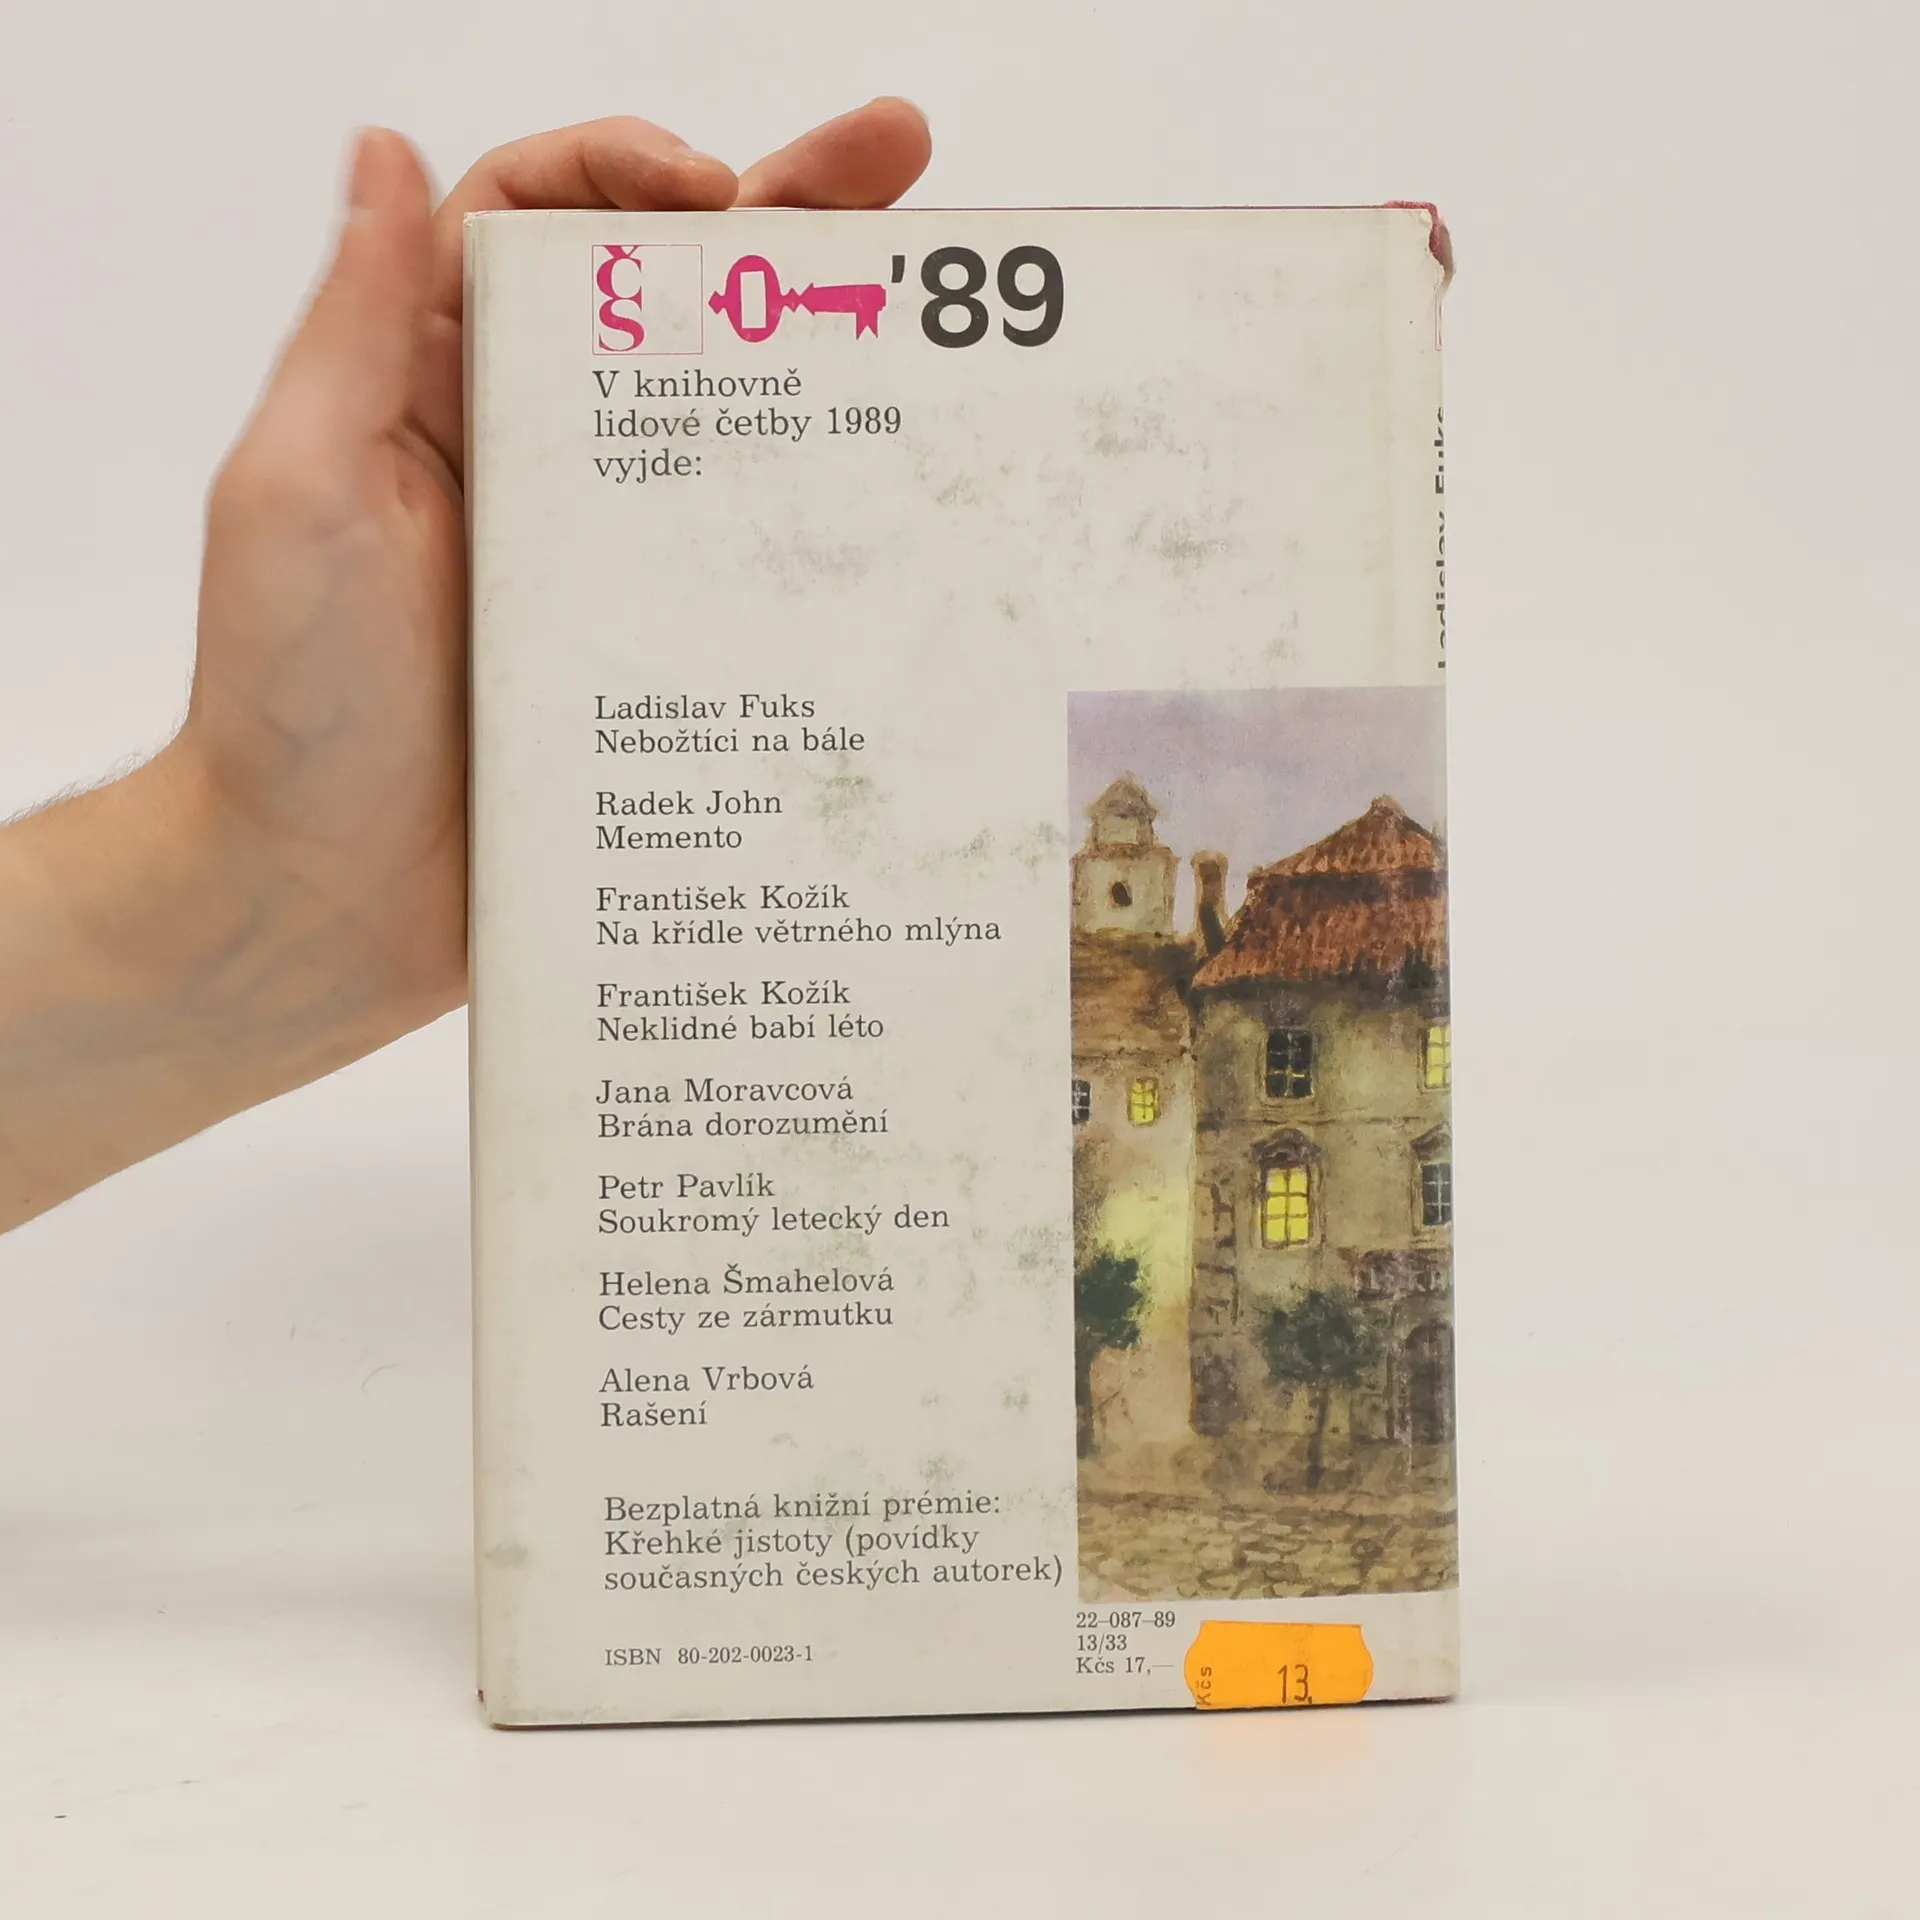 ČS '89
V knihovně
lidové četby 1989
vyjde:
Ladislav Fuks
Nebožtíci na bále
Radek John
Memento
František Kožík
Na křídle větrného mlýna
František Kožík
Neklidné babí léto
Jana Moravcová
Brána dorozumění
Petr Pavlík
Soukromý letecký den
Helena Šmahelová
Cesty ze zármutku
Alena Vrbová
Rašení
Bezplatná knižní prémie:
Křehké jistoty (povídky
současných českých autorek)
ISBN 80-202-0023-1
22–087–89
13/33
Kčs 17,—
Kčs 13
Ladislav Fuks